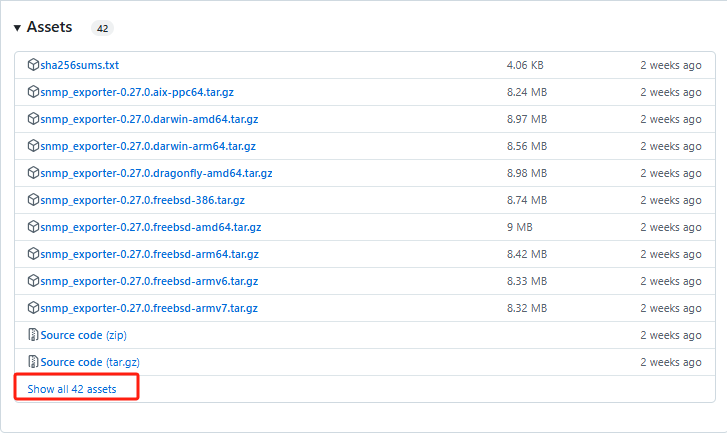 Assets 42
sha256sums.txt 4.06 KB 2 weeks ago
snmp_exporter-0.27.0.aix-ppc64.tar.gz 8.24 MB 2 weeks ago
snmp_exporter-0.27.0.darwin-amd64.tar.gz 8.97 MB 2 weeks ago
snmp_exporter-0.27.0.darwin-arm64.tar.gz 8.56 MB 2 weeks ago
snmp_exporter-0.27.0.dragonfly-amd64.tar.gz 8.98 MB 2 weeks ago
snmp_exporter-0.27.0.freebsd-386.tar.gz 8.74 MB 2 weeks ago
snmp_exporter-0.27.0.freebsd-amd64.tar.gz 9 MB 2 weeks ago
snmp_exporter-0.27.0.freebsd-arm64.tar.gz 8.42 MB 2 weeks ago
snmp_exporter-0.27.0.freebsd-armv6.tar.gz 8.33 MB 2 weeks ago
snmp_exporter-0.27.0.freebsd-armv7.tar.gz 8.32 MB 2 weeks ago
Source code (zip) 2 weeks ago
Source code (tar.gz) 2 weeks ago
Show all 42 assets